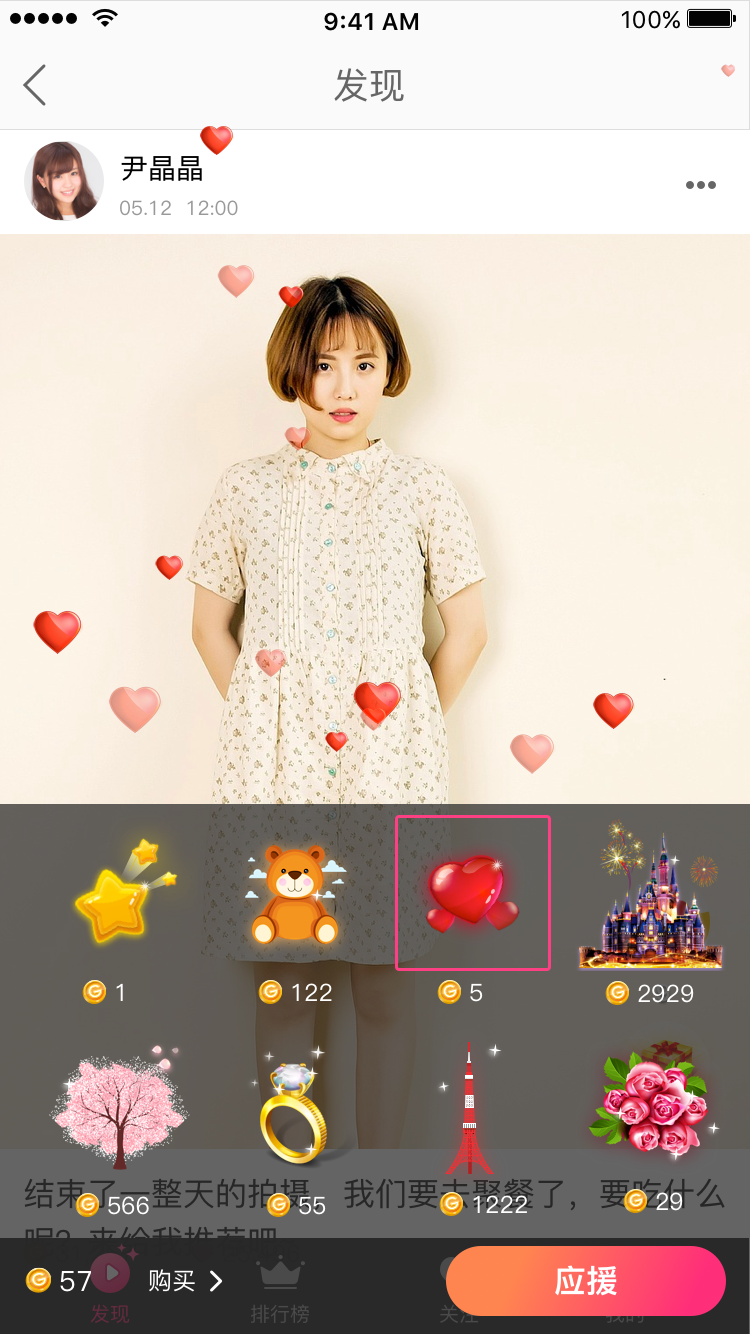 9:41 AM 100%
发现
尹晶晶
05.12 12:00
1 122 5 2929
566 55 1222 29
结束了一整天的拍摄，我们要去聚餐了，要吃什么
呢？来给我推荐吧
57 购买 应援
发现 排行榜 关注 我的